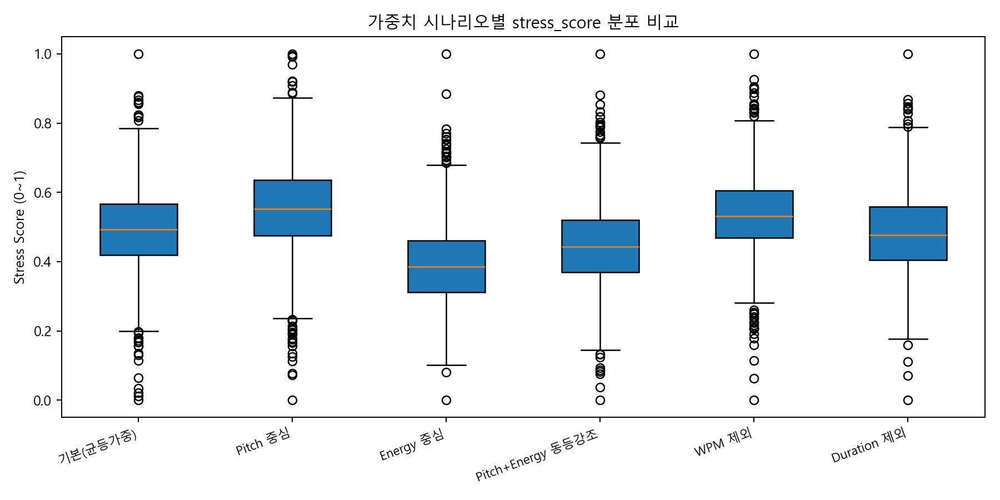 가중치 시나리오별 stress_score 분포 비교
Stress Score (0~1)
1.0
0.8
0.6
0.4
0.2
0.0
기본(균등가중)
Pitch 중심
Energy 중심
Pitch+Energy 동등강조
WPM 제외
Duration 제외